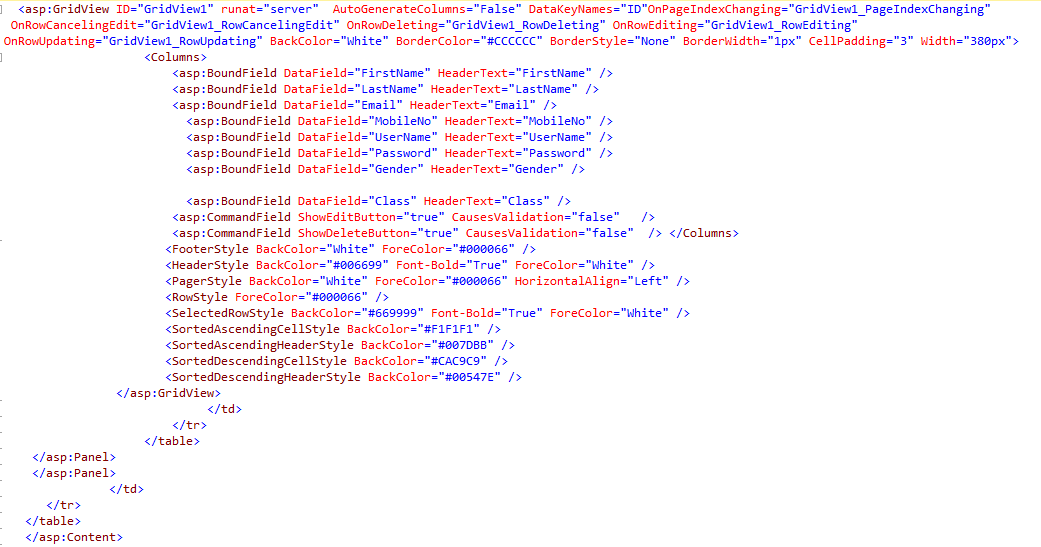 <asp:GridView ID="GridView1" runat="server"  AutoGenerateColumns="False" DataKeyNames="ID"OnPageIndexChanging="GridView1_PageIndexChanging"
OnRowCancelingEdit="GridView1_RowCancelingEdit" OnRowDeleting="GridView1_RowDeleting" OnRowEditing="GridView1_RowEditing"
OnRowUpdating="GridView1_RowUpdating" BackColor="White" BorderColor="#CCCCCC" BorderStyle="None" BorderWidth="1px" CellPadding="3" Width="380px">
<Columns>
<asp:BoundField DataField="FirstName" HeaderText="FirstName" />
<asp:BoundField DataField="LastName" HeaderText="LastName" />
<asp:BoundField DataField="Email" HeaderText="Email" />
<asp:BoundField DataField="MobileNo" HeaderText="MobileNo" />
<asp:BoundField DataField="UserName" HeaderText="UserName" />
<asp:BoundField DataField="Password" HeaderText="Password" />
<asp:BoundField DataField="Gender" HeaderText="Gender" />
<asp:BoundField DataField="Class" HeaderText="Class" />
<asp:CommandField ShowEditButton="true" CausesValidation="false"   />
<asp:CommandField ShowDeleteButton="true" CausesValidation="false"  /> </Columns>
<FooterStyle BackColor="White" ForeColor="#000066" />
<HeaderStyle BackColor="#006699" Font-Bold="True" ForeColor="White" />
<PagerStyle BackColor="White" ForeColor="#000066" HorizontalAlign="Left" />
<RowStyle ForeColor="#000066" />
<SelectedRowStyle BackColor="#669999" Font-Bold="True" ForeColor="White" />
<SortedAscendingCellStyle BackColor="#F1F1F1" />
<SortedAscendingHeaderStyle BackColor="#007DBB" />
<SortedDescendingCellStyle BackColor="#CAC9C9" />
<SortedDescendingHeaderStyle BackColor="#00547E" />
</asp:GridView>
</td>
</tr>
</table>
</asp:Panel>
</asp:Panel>
</td>
</tr>
</table>
</asp:Content>